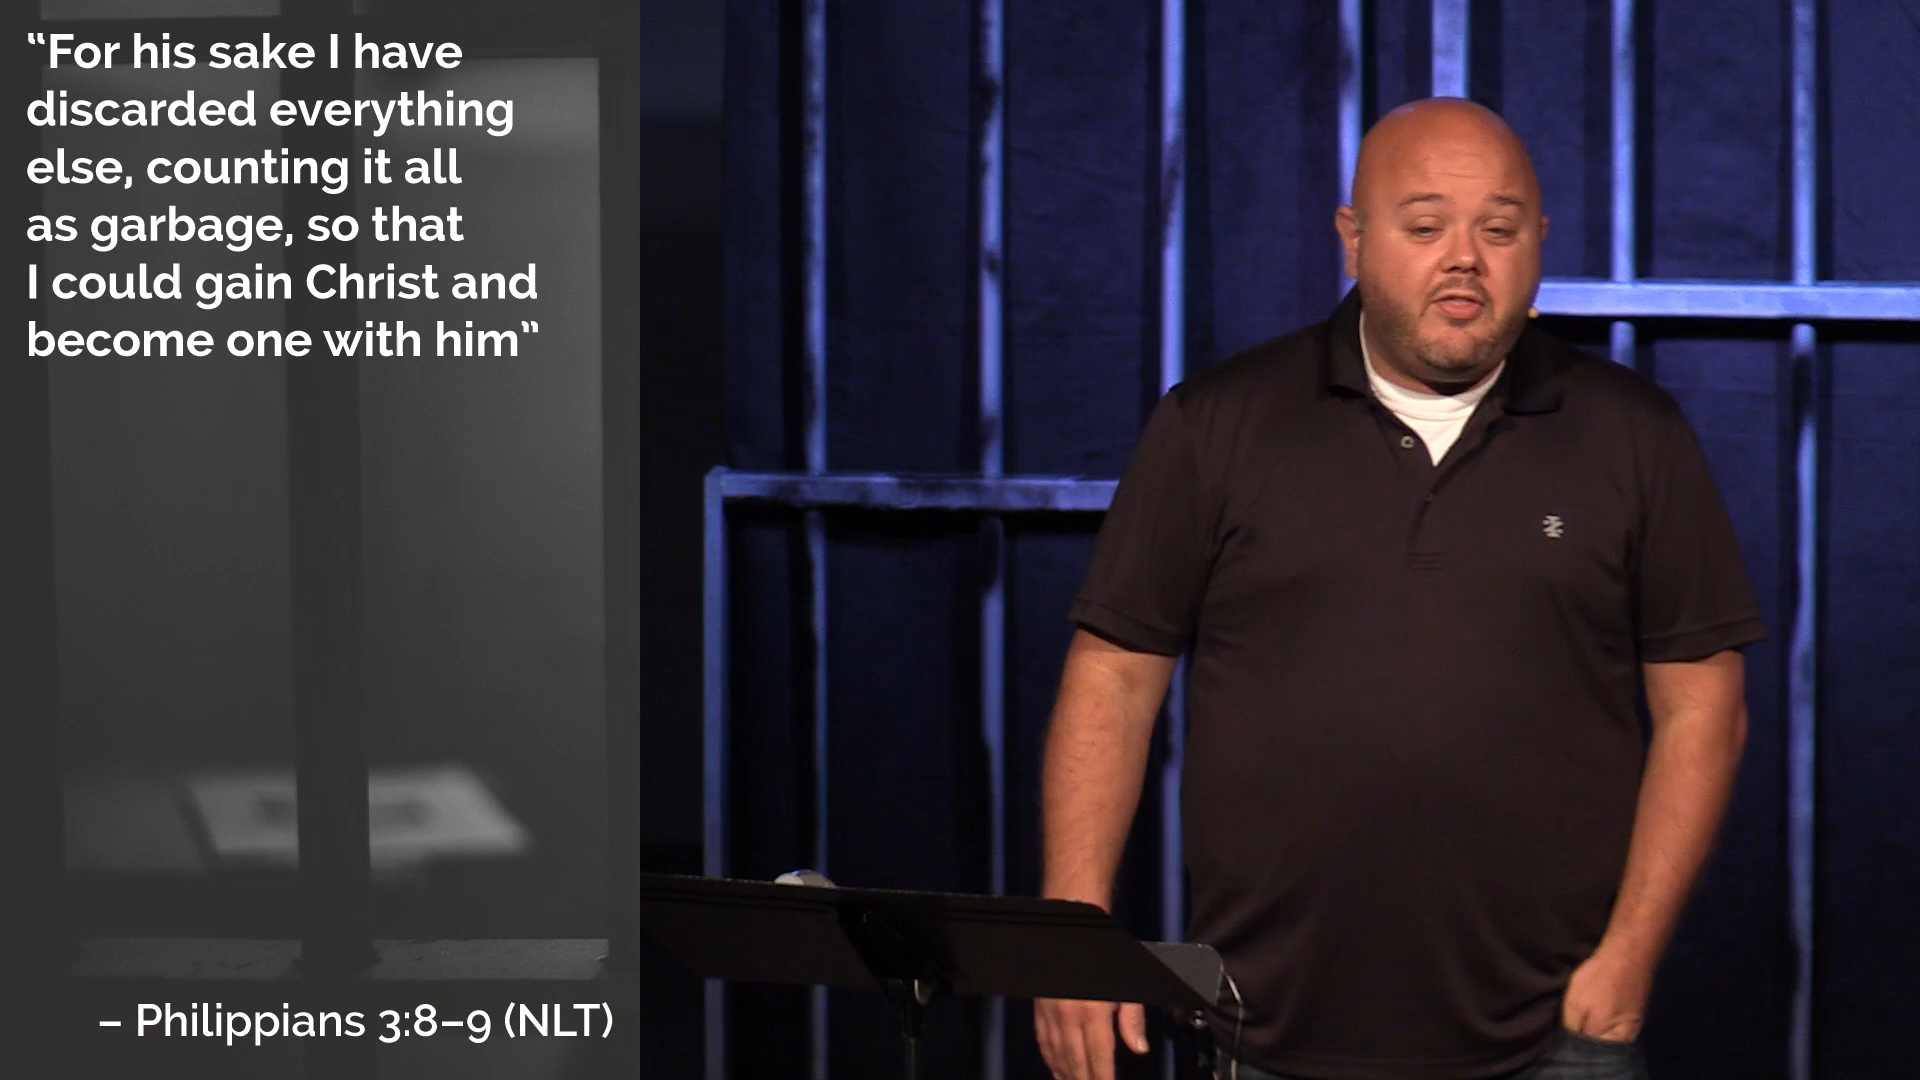 “For his sake I have
discarded everything
else, counting it all
as garbage, so that
I could gain Christ and
become one with him”
– Philippians 3:8–9 (NLT)